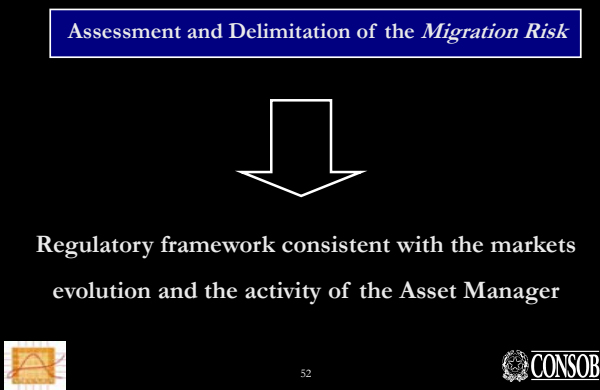 Assessment and Delimitation of the Migration Risk
Regulatory framework consistent with the markets
evolution and the activity of the Asset Manager
52
CONSOB